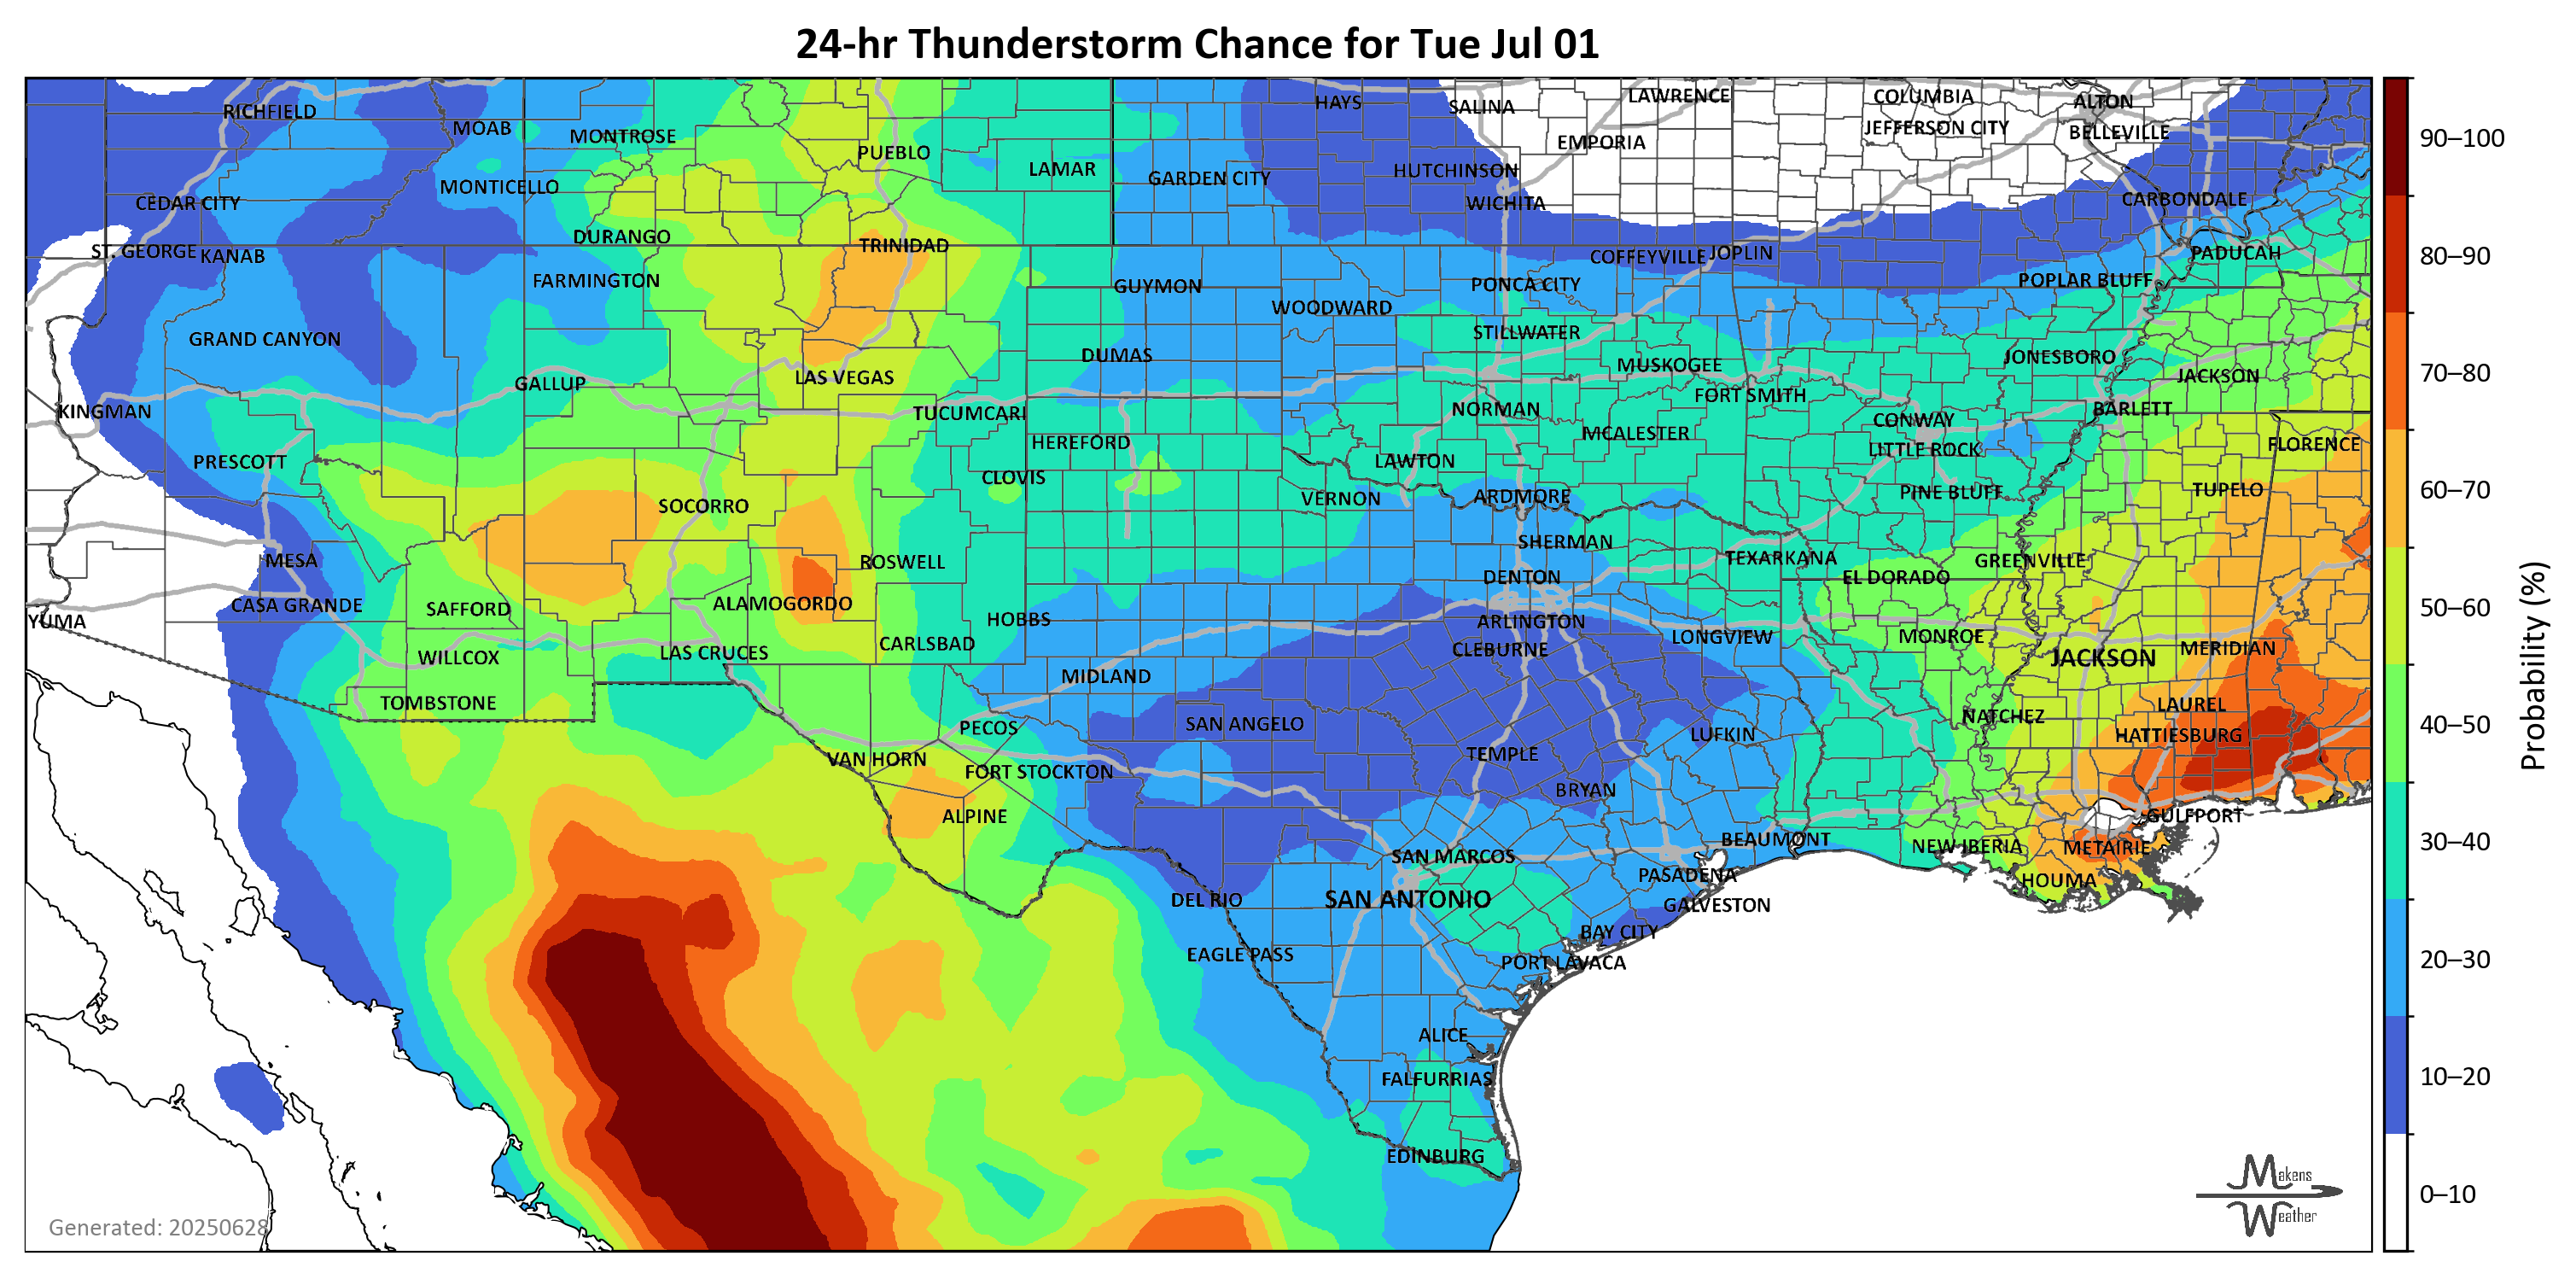 24-hr Thunderstorm Chance for Tue Jul 01
RICHFIELD
MOAB
MONTROSE
PUEBLO
LAMAR
GARDEN CITY
HAYS
SALINA
LAWRENCE
EMPORIA
COLUMBIA
JEFFERSON CITY
ALTON
BELLEVILLE
HUTCHINSON
WICHITA
CARBONDALE
CEDAR CITY
MONTICELLO
ST. GEORGE
KANAB
DURANGO
TRINIDAD
FARMINGTON
GUYMON
WOODWARD
PONCA CITY
COFFEYVILLE
JOPLIN
POPLAR BLUFF
PADUCAH
GRAND CANYON
GALLUP
LAS VEGAS
DUMAS
STILLWATER
MUSKOGEE
FORT SMITH
JONESBORO
JACKSON
KINGMAN
TUCUMCARI
NORMAN
MCALESTER
CONWAY
LITTLE ROCK
BARLETT
FLORENCE
PRESCOTT
HEREFORD
CLOVIS
LAWTON
VERNON
ARDMORE
PINE BLUFF
TUPELO
SOCORRO
MESA
ROSWELL
SHERMAN
DENTON
TEXARKANA
EL DORADO
GREENVILLE
YUMA
CASA GRANDE
SAFFORD
ALAMOGORDO
HOBBS
ARLINGTON
CLEBURNE
LONGVIEW
MONROE
JACKSON
MERIDIAN
WILLCOX
LAS CRUCES
CARLSBAD
MIDLAND
TOMBSTONE
PECOS
SAN ANGELO
TEMPLE
LUFKIN
NATCHEZ
LAUREL
HATTIESBURG
VAN HORN
FORT STOCKTON
BRYAN
ALPINE
SAN MARCOS
BEAUMONT
NEW IBERIA
METAIRIE
GULFPORT
HOUMA
DEL RIO
SAN ANTONIO
PASADENA
GALVESTON
EAGLE PASS
BAY CITY
PORT LAVACA
ALICE
FALFURRIAS
EDINBURG
90–100
80–90
70–80
60–70
50–60
40–50
30–40
20–30
10–20
0–10
Probability (%)
Generated: 20250628
Makens
Weather